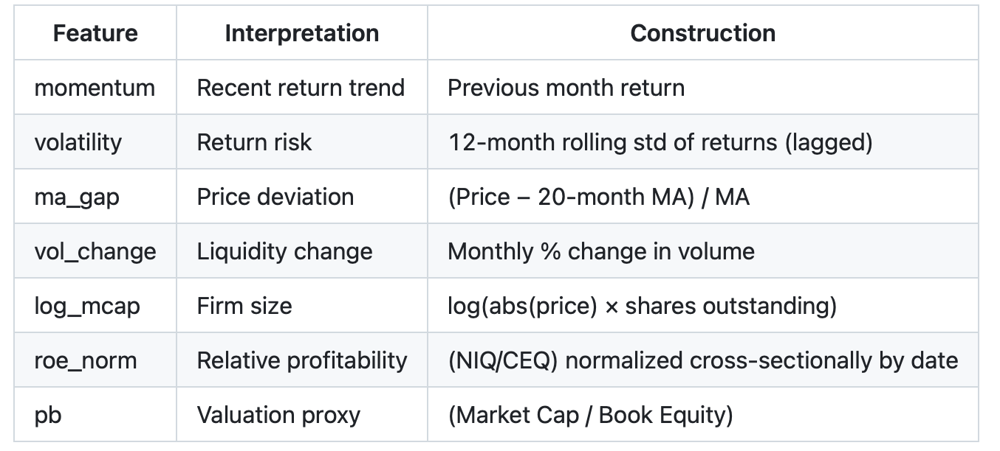 Feature Interpretation Construction
momentum Recent return trend Previous month return
volatility Return risk 12-month rolling std of returns (lagged)
ma_gap Price deviation (Price – 20-month MA) / MA
vol_change Liquidity change Monthly % change in volume
log_mcap Firm size log(abs(price) × shares outstanding)
roe_norm Relative profitability (NIQ/CEQ) normalized cross-sectionally by date
pb Valuation proxy (Market Cap / Book Equity)